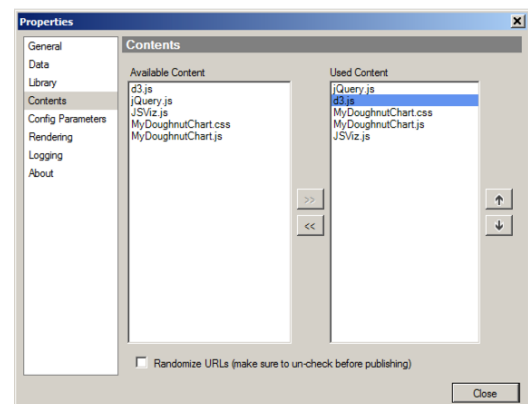 Properties
General
Data
Library
Contents
Config Parameters
Rendering
Logging
About
Contents
Available Content
d3.js
jQuery.js
JSViz.js
MyDoughnutChart.css
MyDoughnutChart.js
>>
<<
Used Content
jQuery.js
d3.js
MyDoughnutChart.css
MyDoughnutChart.js
JSViz.js
Randomize URLs (make sure to un-check before publishing)
Close